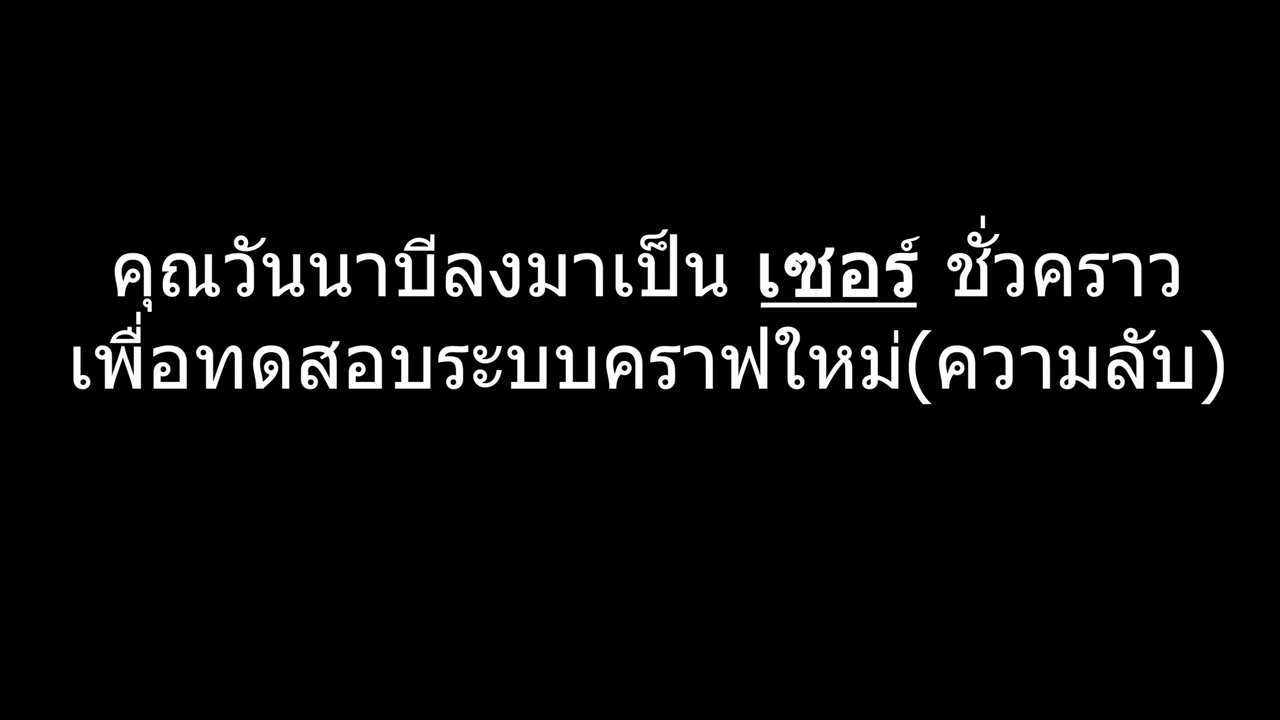 คุณวันนาบีลงมาเป็น เซอร์ ชั่วคราว
เพื่อทดสอบระบบคราฟใหม่(ความลับ)